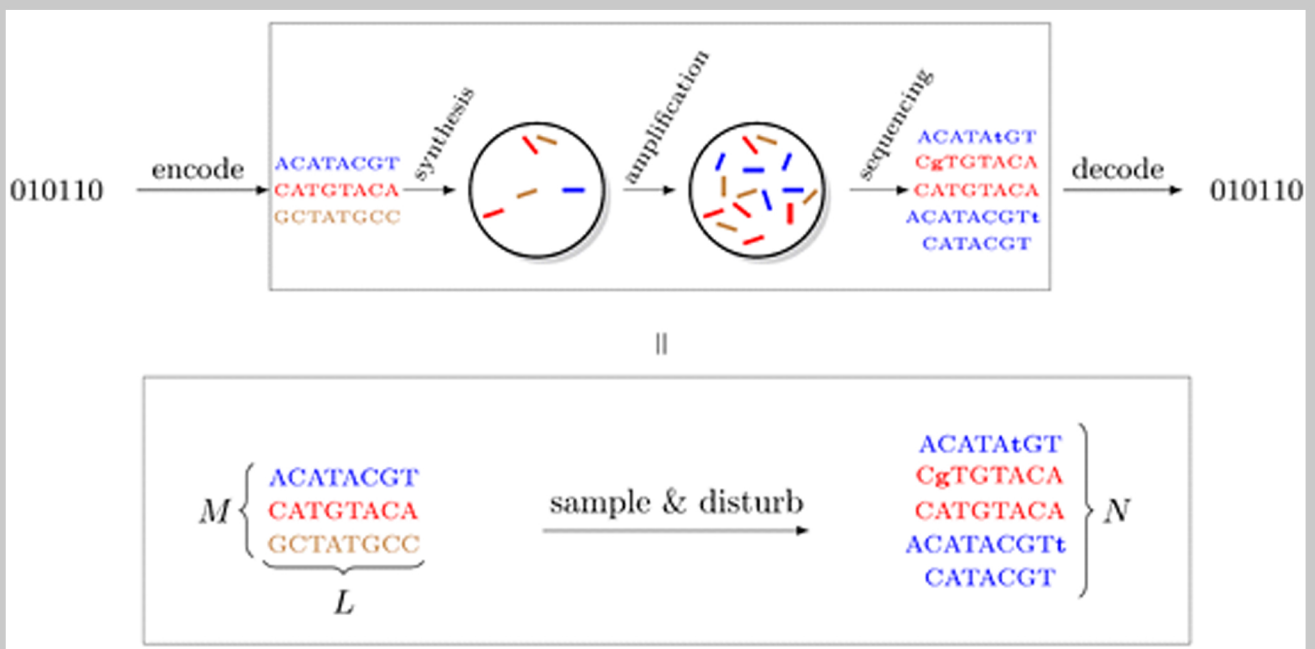 010110
encode
ACATACGT
CATGTACA
GCTATGCC
synthesis
amplification
sequencing
ACATAtGT
CgTGTACA
CATGTACA
ACATACGTt
CATACGT
decode
010110
=
M
ACATACGT
CATGTACA
GCTATGCC
L
sample & disturb
ACATAtGT
CgTGTACA
CATGTACA
ACATACGTt
CATACGT
N